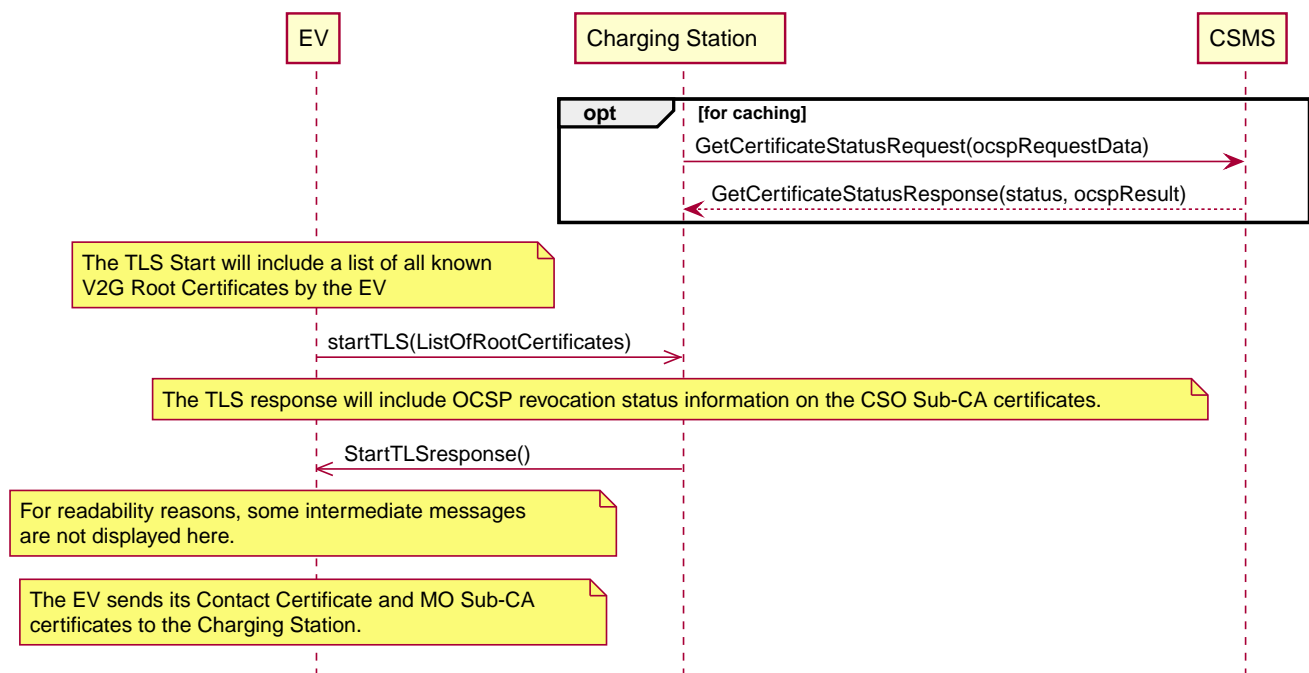 EV
Charging Station
CSMS
opt
[for caching]
GetCertificateStatusRequest(ocspRequestData)
GetCertificateStatusResponse(status, ocspResult)
The TLS Start will include a list of all known
V2G Root Certificates by the EV
startTLS(ListOfRootCertificates)
The TLS response will include OCSP revocation status information on the CSO Sub-CA certificates.
StartTLSresponse()
For readability reasons, some intermediate messages
are not displayed here.
The EV sends its Contact Certificate and MO Sub-CA
certificates to the Charging Station.